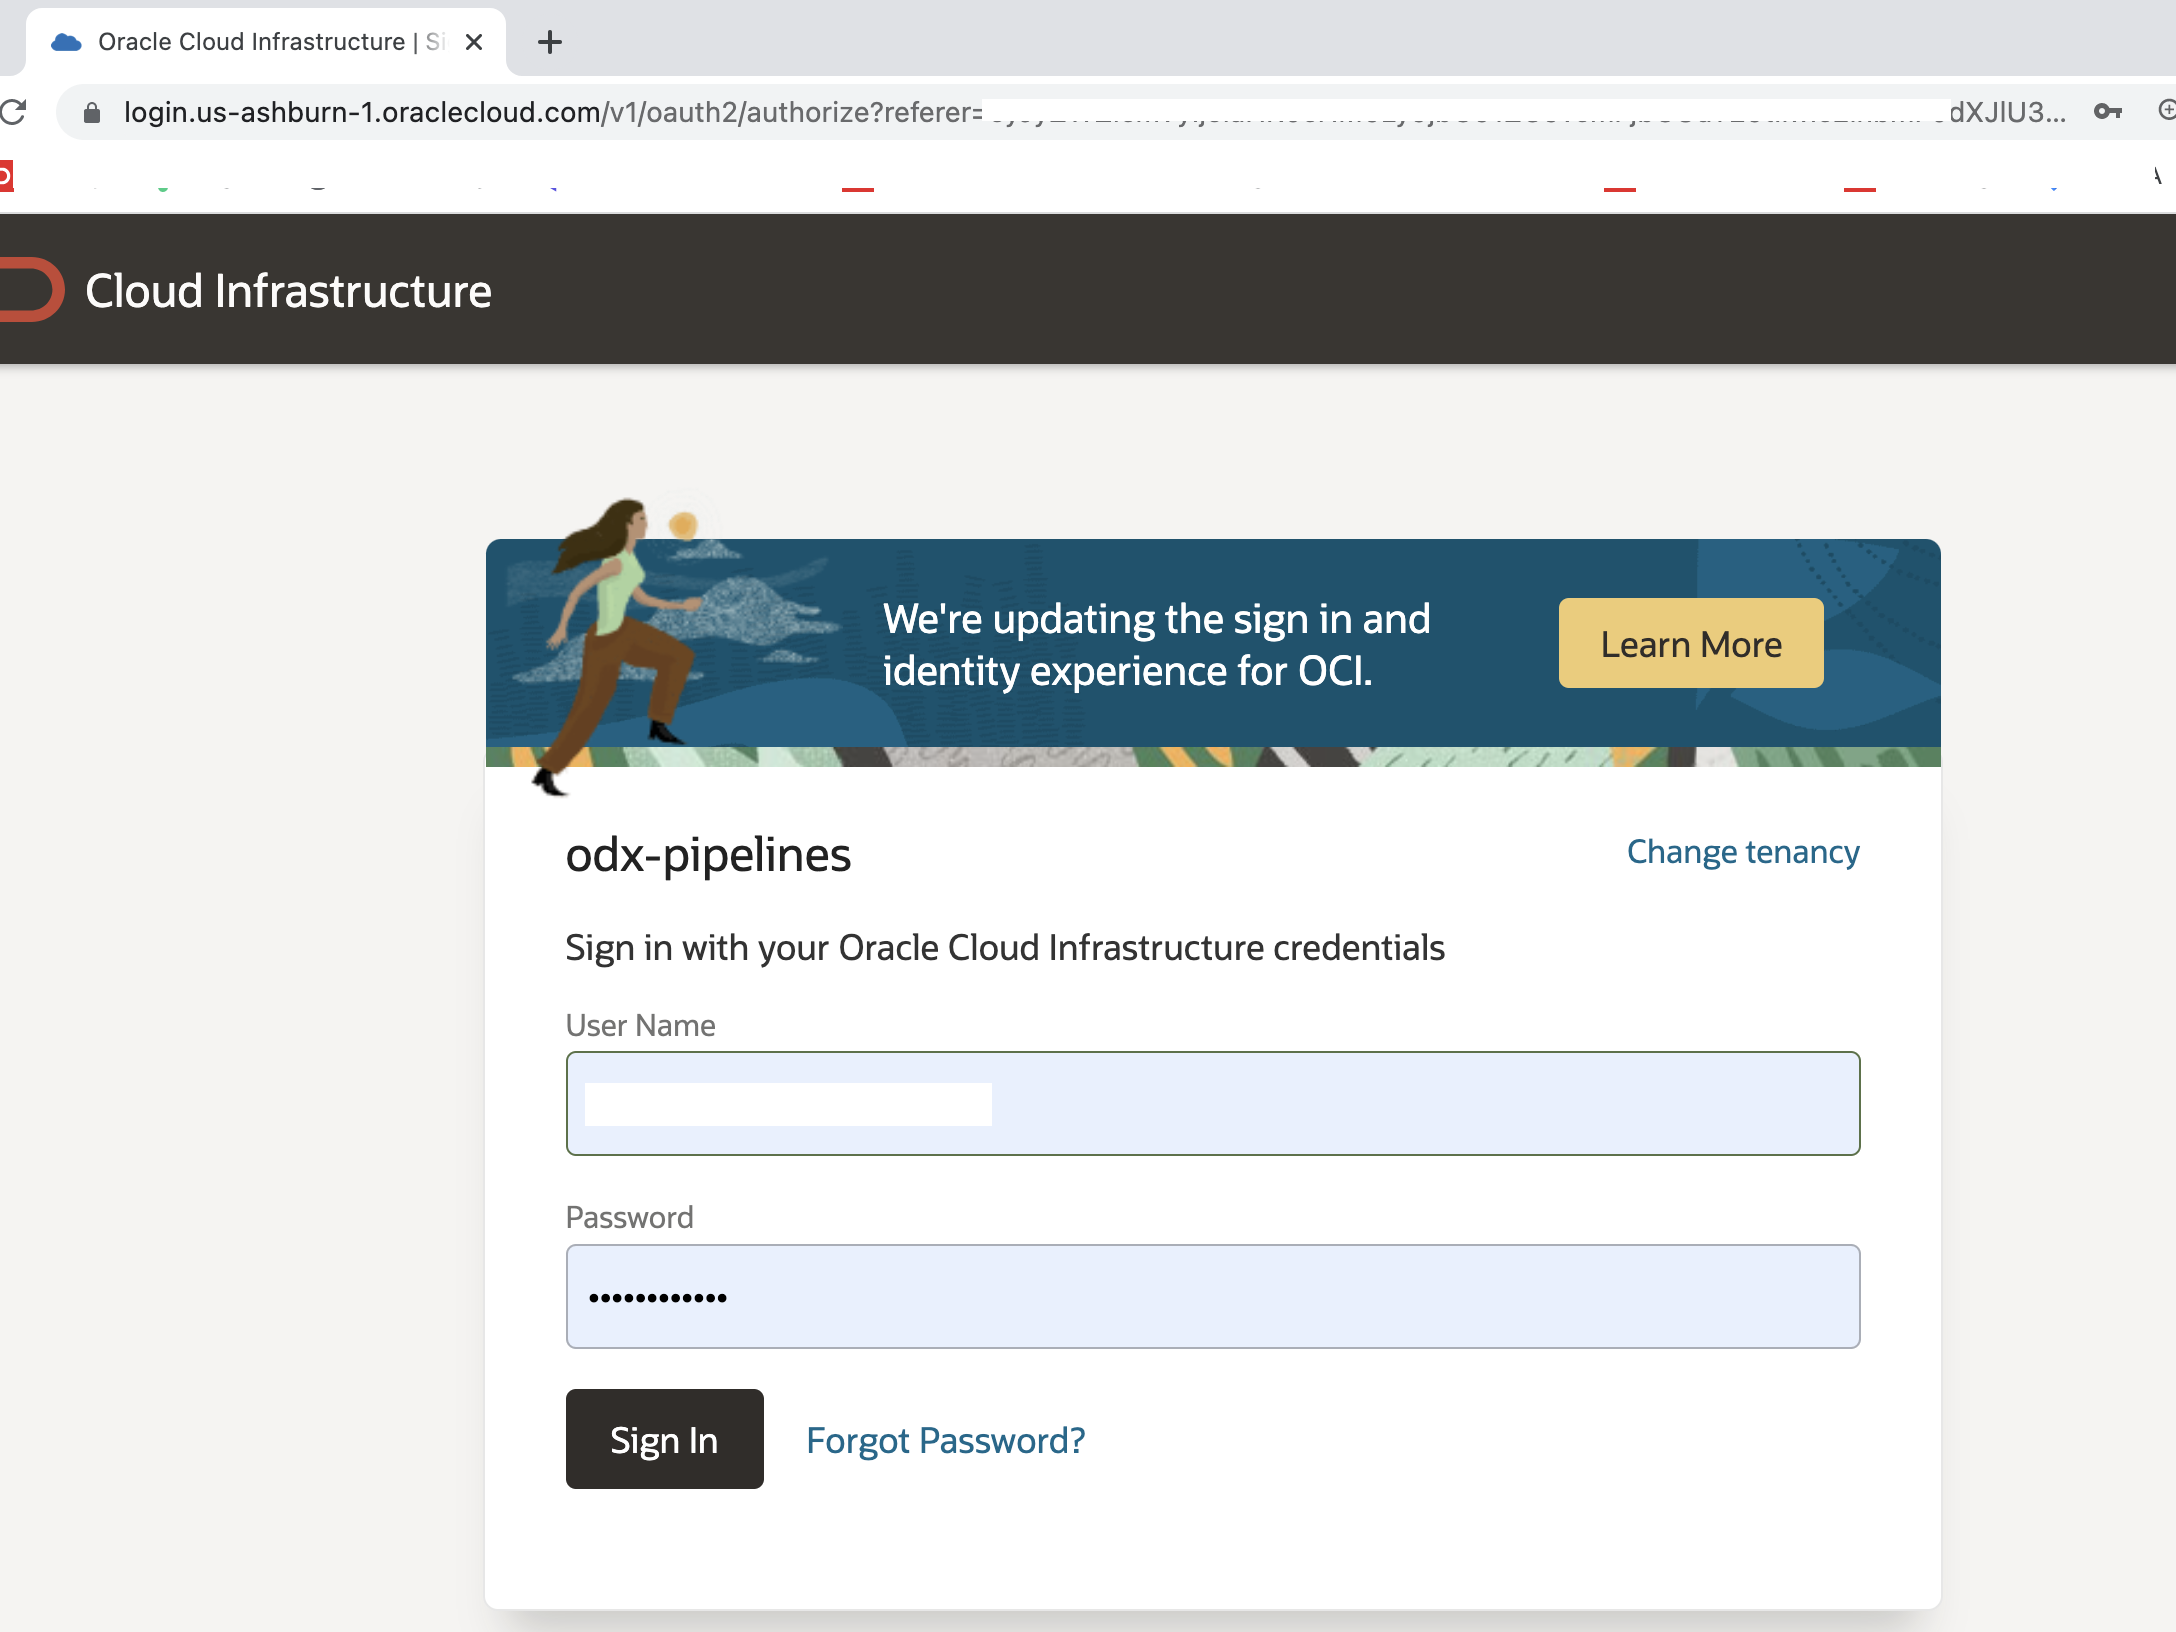 Oracle Cloud Infrastructure | Si
login.us-ashburn-1.oraclecloud.com/v1/oauth2/authorize?referer=
dXJlU3...
Cloud Infrastructure
We're updating the sign in and
identity experience for OCI.
Learn More
odx-pipelines
Change tenancy
Sign in with your Oracle Cloud Infrastructure credentials
User Name
Password
Sign In
Forgot Password?